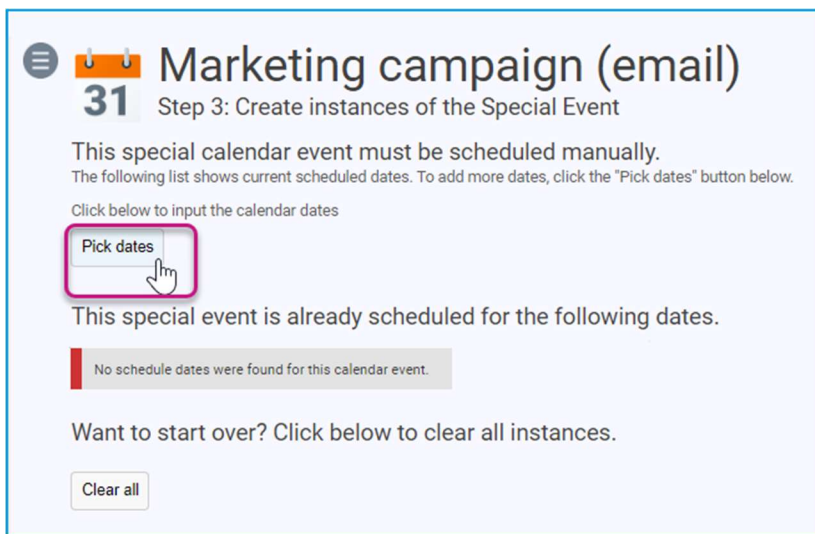 Marketing campaign (email)
31
Step 3: Create instances of the Special Event
This special calendar event must be scheduled manually.
The following list shows current scheduled dates. To add more dates, click the "Pick dates" button below.
Click below to input the calendar dates
Pick dates
This special event is already scheduled for the following dates.
No schedule dates were found for this calendar event.
Want to start over? Click below to clear all instances.
Clear all